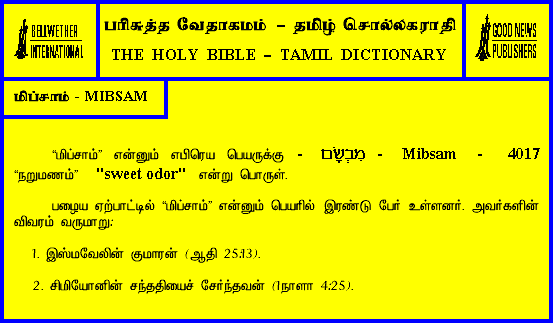 BELLWETHER
INTERNATIONAL
பரிசுத்த வேதாகமம் – தமிழ் சொல்லகராதி
THE HOLY BIBLE – TAMIL DICTIONARY
GOOD NEWS
PUBLISHERS
மிப்சாம் - MIBSAM
“மிப்சாம்” என்னும் எபிரெய பெயருக்கு - מִבְשָׂם - Mibsam - 4017
“நறுமணம்” "sweet odor" என்று பொருள்.
பழைய ஏற்பாட்டில் “மிப்சாம்” என்னும் பெயரில் இரண்டு பேர் உள்ளனர். அவர்களின்
விவரம் வருமாறு:
1. இஸ்மவேலின் குமாரன் (ஆதி 25:13).
2. சிமியோனின் சந்ததியைச் சேர்ந்தவன் (1நாளா 4:25).